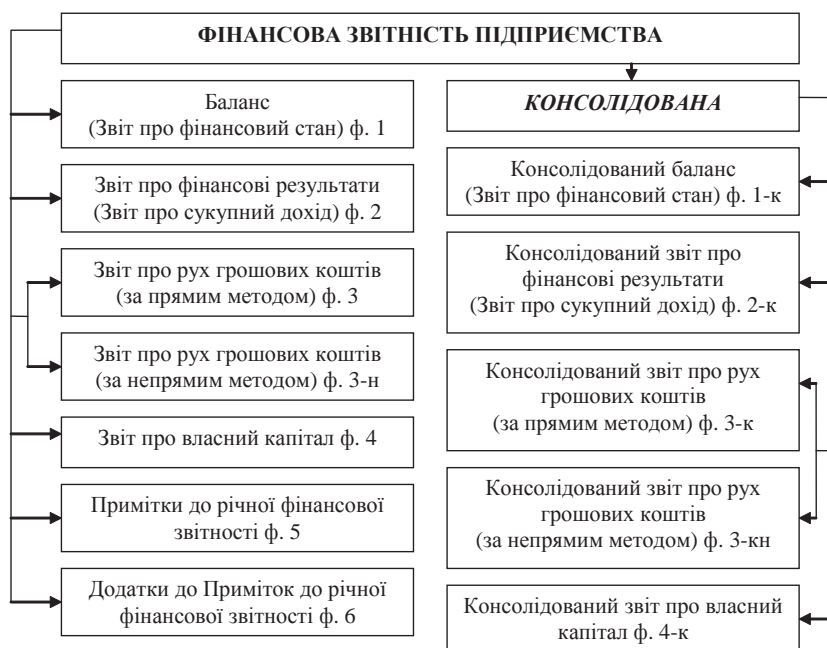 ФІНАНСОВА ЗВІТНІСТЬ ПІДПРИЄМСТВА
Баланс
(Звіт про фінансовий стан) ф. 1
Звіт про фінансові результати
(Звіт про сукупний дохід) ф. 2
Звіт про рух грошових коштів
(за прямим методом) ф. 3
Звіт про рух грошових коштів
(за непрямим методом) ф. 3-н
Звіт про власний капітал ф. 4
Примітки до річної фінансової
звітності ф. 5
Додатки до Приміток до річної
фінансової звітності ф. 6
КОНСОЛІДОВАНА
Консолідований баланс
(Звіт про фінансовий стан) ф. 1-к
Консолідований звіт про
фінансові результати
(Звіт про сукупний дохід) ф. 2-к
Консолідований звіт про рух
грошових коштів
(за прямим методом) ф. 3-к
Консолідований звіт про рух
грошових коштів
(за непрямим методом) ф. 3-кн
Консолідований звіт про власний
капітал ф. 4-к